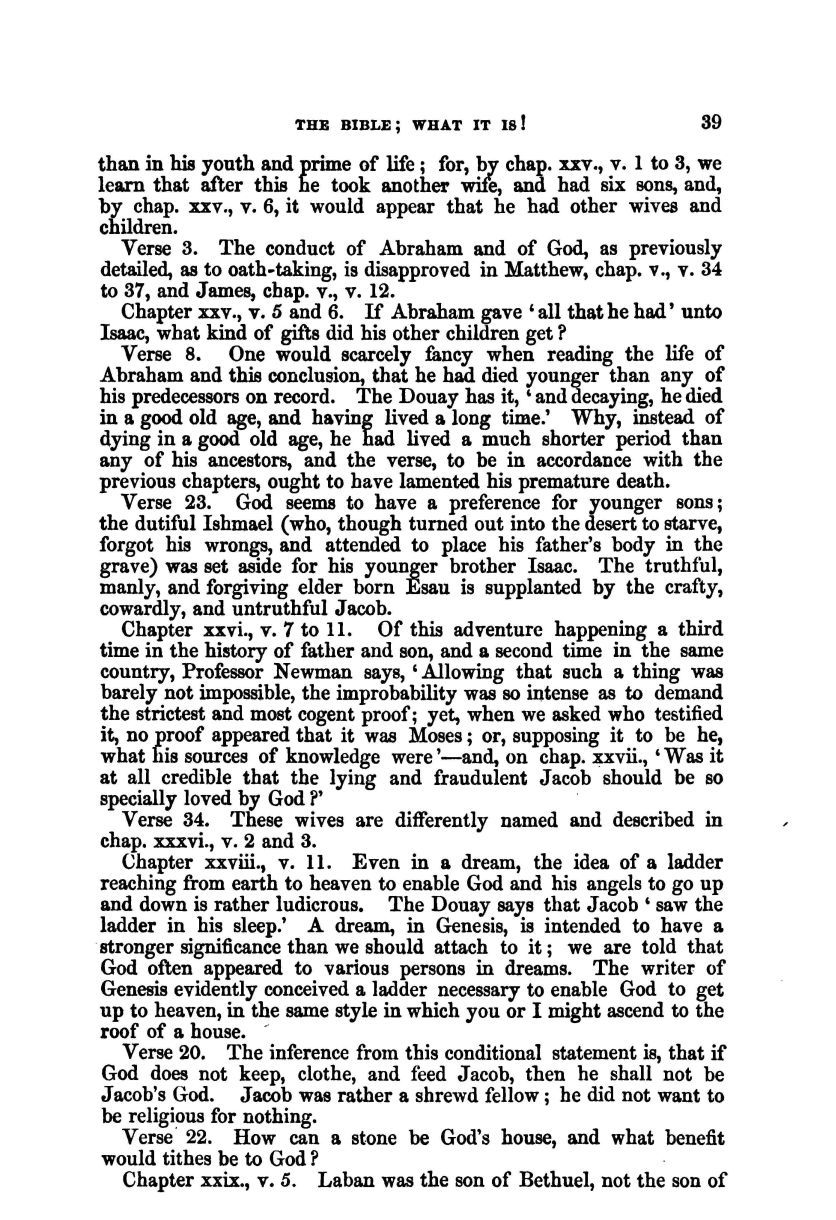 THE BIBLE; WHAT IT IS! 39
than in his youth and prime of life; for, by chap. xxv., v. 1 to 3, we
learn that after this he took another wife, and had six sons, and,
by chap. xxv., v. 6, it would appear that he had other wives and
children.
Verse 3. The conduct of Abraham and of God, as previously
detailed, as to oath-taking, is disapproved in Matthew, chap. v., v. 34
to 37, and James, chap. v., v. 12.
Chapter xxv., v. 5 and 6. If Abraham gave ‘all that he had’ unto
Isaac, what kind of gifts did his other children get?
Verse 8. One would scarcely fancy when reading the life of
Abraham and this conclusion, that he had died younger than any of
his predecessors on record. The Douay has it, ‘and decaying, he died
in a good old age, and having lived a long time.’ Why, instead of
dying in a good old age, he had lived a much shorter period than
any of his ancestors, and the verse, to be in accordance with the
previous chapters, ought to have lamented his premature death.
Verse 23. God seems to have a preference for younger sons;
the dutiful Ishmael (who, though turned out into the desert to starve,
forgot his wrongs, and attended to place his father’s body in the
grave) was set aside for his younger brother Isaac. The truthful,
manly, and forgiving elder born Esau is supplanted by the crafty,
cowardly, and untruthful Jacob.
Chapter xxvi., v. 7 to 11. Of this adventure happening a third
time in the history of father and son, and a second time in the same
country, Professor Newman says, ‘Allowing that such a thing was
barely not impossible, the improbability was so intense as to demand
the strictest and most cogent proof; yet, when we asked who testified
it, no proof appeared that it was Moses; or, supposing it to be he,
what his sources of knowledge were’—and, on chap. xxvii., ‘Was it
at all credible that the lying and fraudulent Jacob should be so
specially loved by God?’
Verse 34. These wives are differently named and described in
chap. xxxvi., v. 2 and 3.
Chapter xxviii., v. 11. Even in a dream, the idea of a ladder
reaching from earth to heaven to enable God and his angels to go up
and down is rather ludicrous. The Douay says that Jacob ‘saw the
ladder in his sleep.’ A dream, in Genesis, is intended to have a
stronger significance than we should attach to it; we are told that
God often appeared to various persons in dreams. The writer of
Genesis evidently conceived a ladder necessary to enable God to get
up to heaven, in the same style in which you or I might ascend to the
roof of a house.
Verse 20. The inference from this conditional statement is, that if
God does not keep, clothe, and feed Jacob, then he shall not be
Jacob’s God. Jacob was rather a shrewd fellow; he did not want to
be religious for nothing.
Verse 22. How can a stone be God’s house, and what benefit
would tithes be to God?
Chapter xxix., v. 5. Laban was the son of Bethuel, not the son of